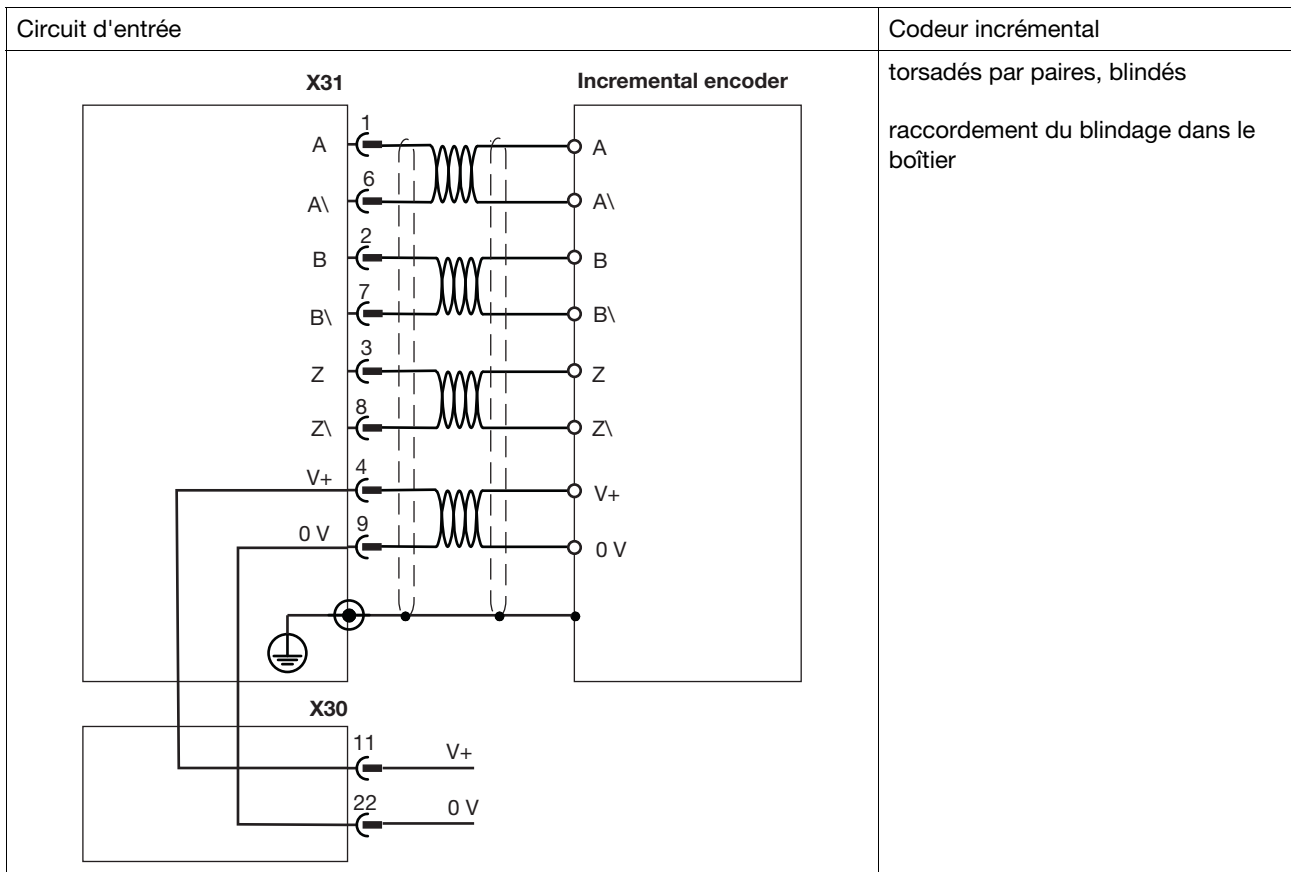 Circuit d'entrée
Codeur incrémental
torsadés par paires, blindés
raccordement du blindage dans le
boîtier
X31
Incremental encoder
A
1
A
A\
6
A\
B
2
B
B\
7
B\
Z
3
Z
Z\
8
Z\
V+
4
V+
0 V
9
0 V
X30
11
V+
22
0 V